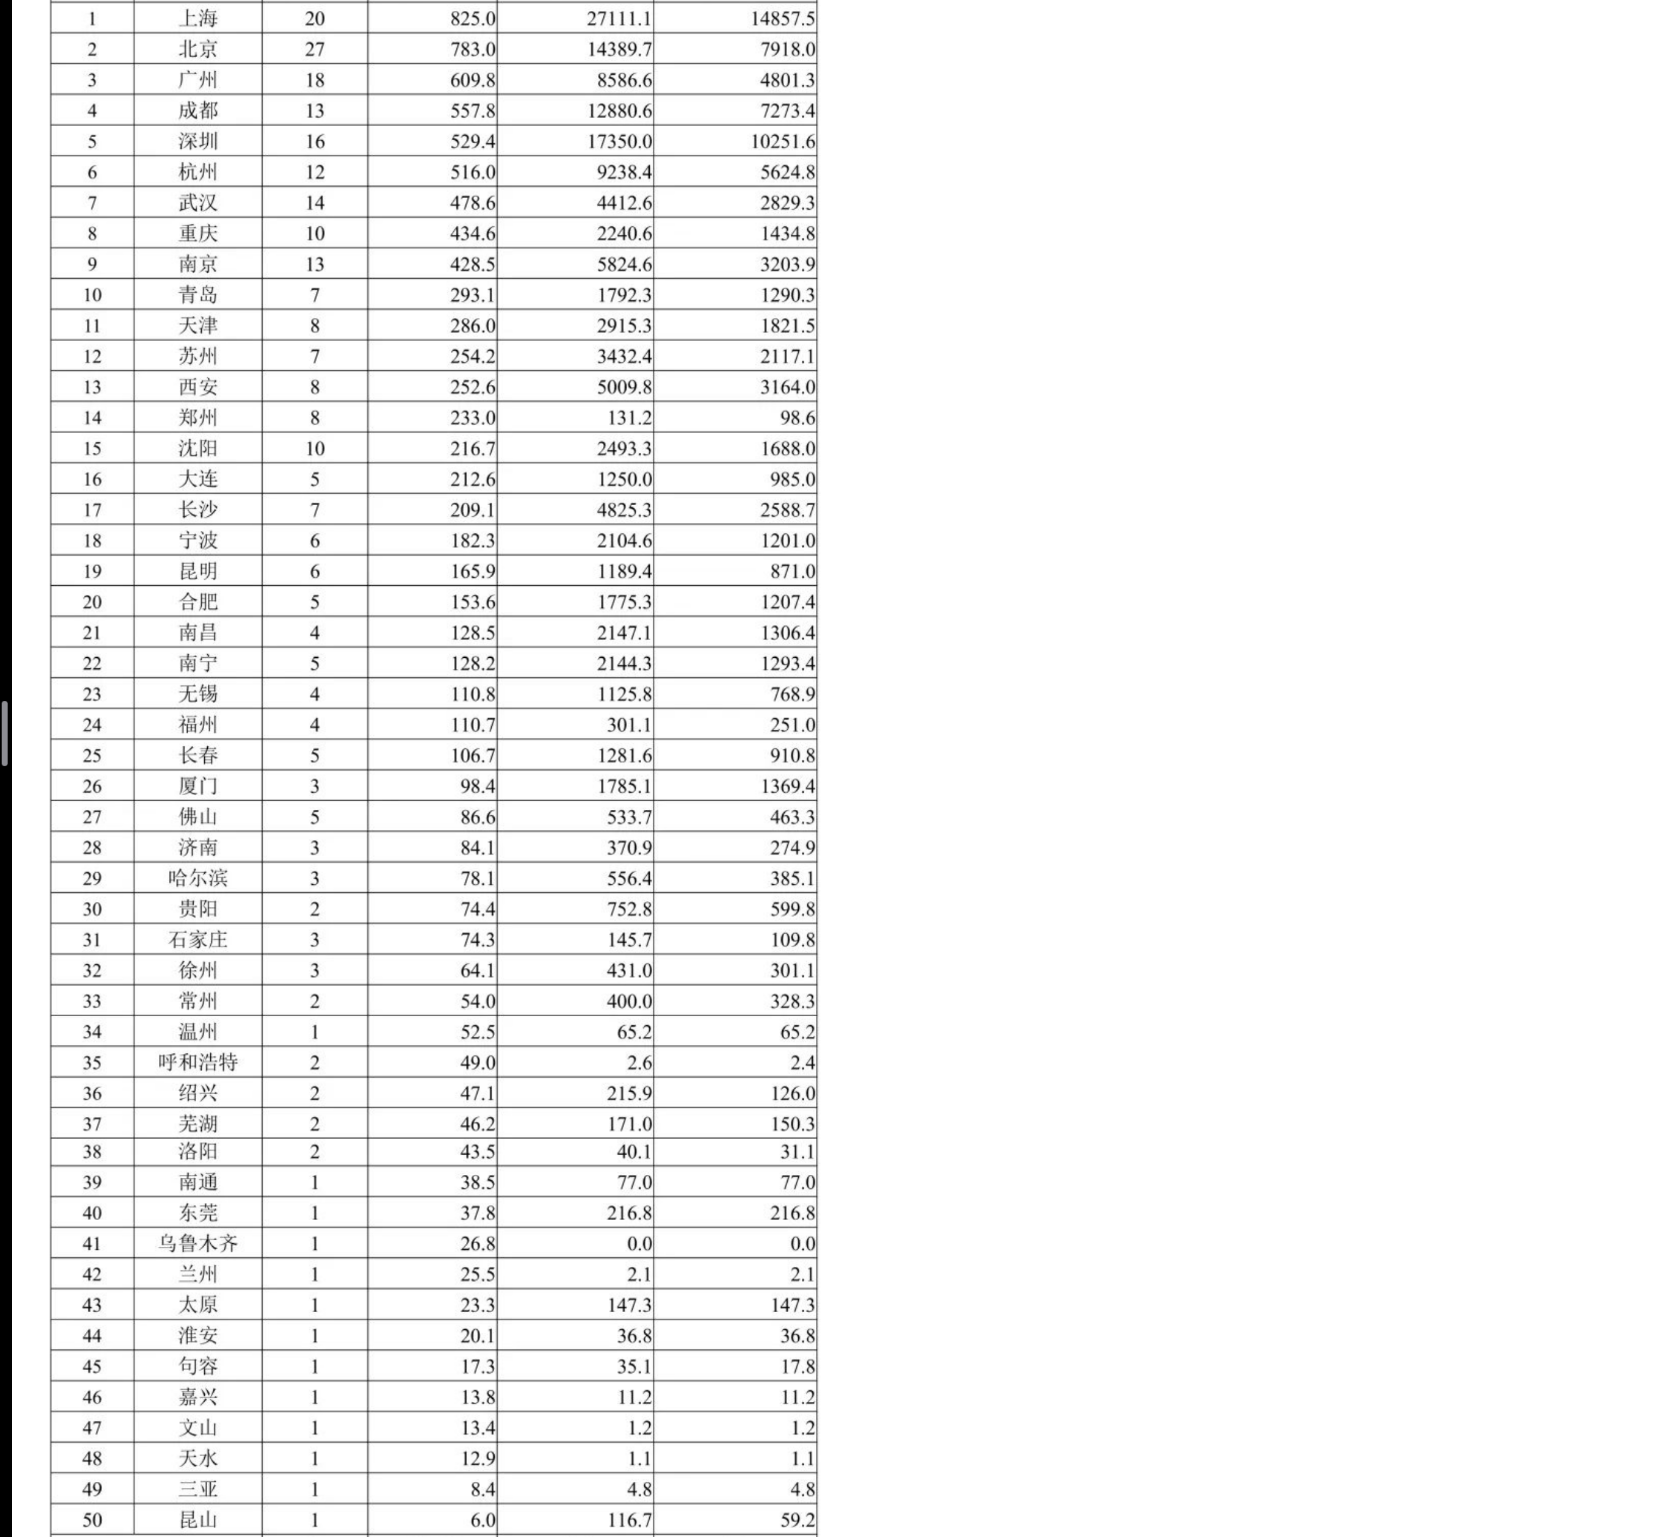 1 上海 20 825.0 27111.1 14857.5
2 北京 27 783.0 14389.7 7918.0
3 广州 18 609.8 8586.6 4801.3
4 成都 13 557.8 12880.6 7273.4
5 深圳 16 529.4 17350.0 10251.6
6 杭州 12 516.0 9238.4 5624.8
7 武汉 14 478.6 4412.6 2829.3
8 重庆 10 434.6 2240.6 1434.8
9 南京 13 428.5 5824.6 3203.9
10 青岛 7 293.1 1792.3 1290.3
11 天津 8 286.0 2915.3 1821.5
12 苏州 7 254.2 3432.4 2117.1
13 西安 8 252.6 5009.8 3164.0
14 郑州 8 233.0 131.2 98.6
15 沈阳 10 216.7 2493.3 1688.0
16 大连 5 212.6 1250.0 985.0
17 长沙 7 209.1 4825.3 2588.7
18 宁波 6 182.3 2104.6 1201.0
19 昆明 6 165.9 1189.4 871.0
20 合肥 5 153.6 1775.3 1207.4
21 南昌 4 128.5 2147.1 1306.4
22 南宁 5 128.2 2144.3 1293.4
23 无锡 4 110.8 1125.8 768.9
24 福州 4 110.7 301.1 251.0
25 长春 5 106.7 1281.6 910.8
26 厦门 3 98.4 1785.1 1369.4
27 佛山 5 86.6 533.7 463.3
28 济南 3 84.1 370.9 274.9
29 哈尔滨 3 78.1 556.4 385.1
30 贵阳 2 74.4 752.8 599.8
31 石家庄 3 74.3 145.7 109.8
32 徐州 3 64.1 431.0 301.1
33 常州 2 54.0 400.0 328.3
34 温州 1 52.5 65.2 65.2
35 呼和浩特 2 49.0 2.6 2.4
36 绍兴 2 47.1 215.9 126.0
37 芜湖 2 46.2 171.0 150.3
38 洛阳 2 43.5 40.1 31.1
39 南通 1 38.5 77.0 77.0
40 东莞 1 37.8 216.8 216.8
41 乌鲁木齐 1 26.8 0.0 0.0
42 兰州 1 25.5 2.1 2.1
43 太原 1 23.3 147.3 147.3
44 淮安 1 20.1 36.8 36.8
45 句容 1 17.3 35.1 17.8
46 嘉兴 1 13.8 11.2 11.2
47 文山 1 13.4 1.2 1.2
48 天水 1 12.9 1.1 1.1
49 三亚 1 8.4 4.8 4.8
50 昆山 1 6.0 116.7 59.2